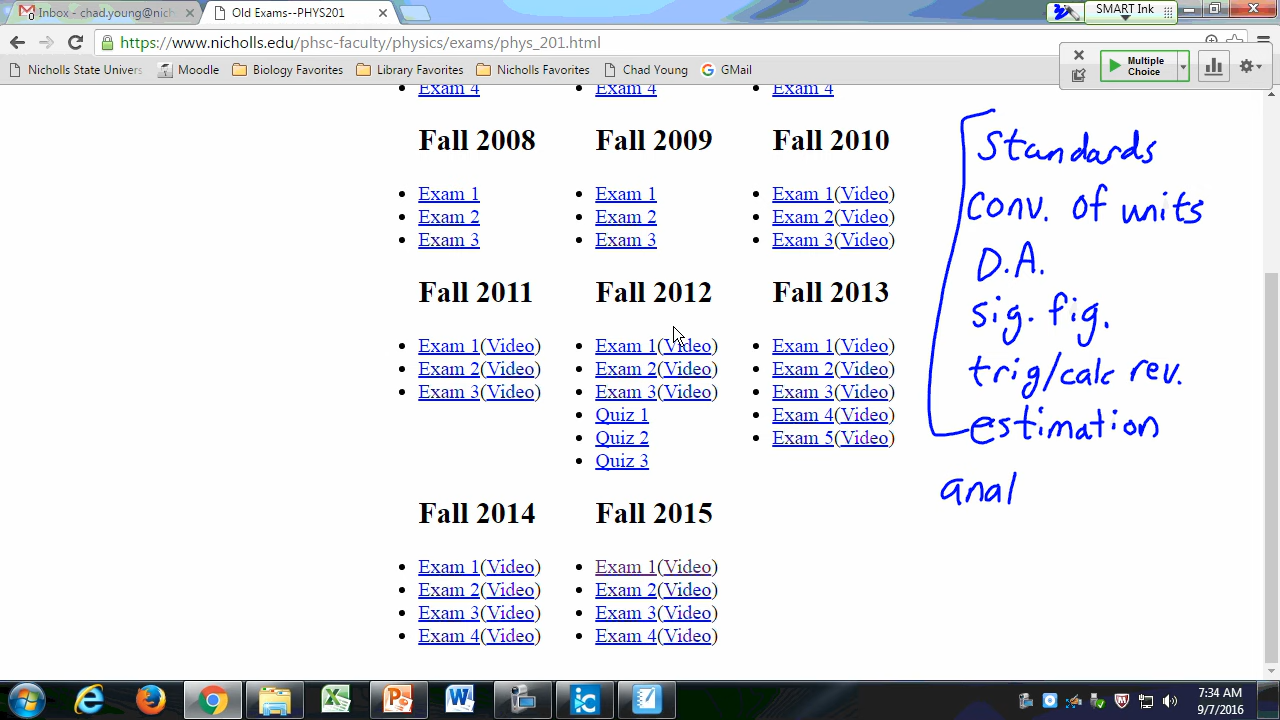 Inbox - chad.young@nich
Old Exams--PHYS201
SMART Ink
https://www.nicholls.edu/phsc-faculty/physics/exams/phys_201.html
Nicholls State Univers
Moodle
Biology Favorites
Library Favorites
Nicholls Favorites
Chad Young
GMail
Multiple
Choice
Exam 4 Exam 4 Exam 4
Fall 2008 Fall 2009 Fall 2010
Exam 1 Exam 1 Exam 1(Video)
Exam 2 Exam 2 Exam 2(Video)
Exam 3 Exam 3 Exam 3(Video)
Fall 2011 Fall 2012 Fall 2013
Exam 1(Video) Exam 1(Video) Exam 1(Video)
Exam 2(Video) Exam 2(Video) Exam 2(Video)
Exam 3(Video) Exam 3(Video) Exam 3(Video)
Quiz 1 Exam 4(Video)
Quiz 2 Exam 5(Video)
Quiz 3
Fall 2014 Fall 2015
Exam 1(Video) Exam 1(Video)
Exam 2(Video) Exam 2(Video)
Exam 3(Video) Exam 3(Video)
Exam 4(Video) Exam 4(Video)
Standards
Conv. of units
D.A.
sig. fig.
trig/calc rev.
estimation
anal
7:34 AM
9/7/2016